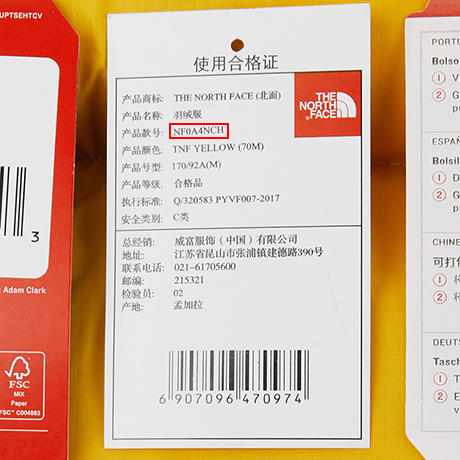 UPTSEHTCV
3
: Adam Clark
FSC
MIX
Paper
FSC™ C004883
使用合格证
产品商标: THE NORTH FACE (北面)
产品名称: 羽绒服
产品款号: NF0A4NCH
产品颜色: TNF YELLOW (70M)
产品号型: 170/92A(M)
产品等级: 合格品
执行标准: Q/320583 PYVF007-2017
安全类别: C类
THE
NORTH
FACE
总经销: 威富服饰（中国）有限公司
地址: 江苏省昆山市张浦镇建德路390号
联系电话: 021-61705600
邮编: 215321
检验员: 02
产地: 孟加拉
6 907096 470974
PORTU
Bolso
① V
② G
ESPAÑ
Bolsil
① D
② G
CHINE
可打包
①
②
DEUTS
Tasch
① T
② E